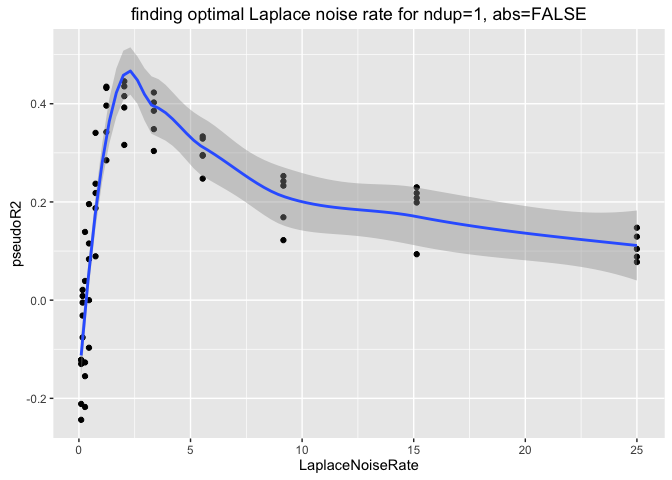 finding optimal Laplace noise rate for ndup=1, abs=FALSE
pseudoR2
0.4
0.2
0.0
-0.2
0 5 10 15 20 25
LaplaceNoiseRate